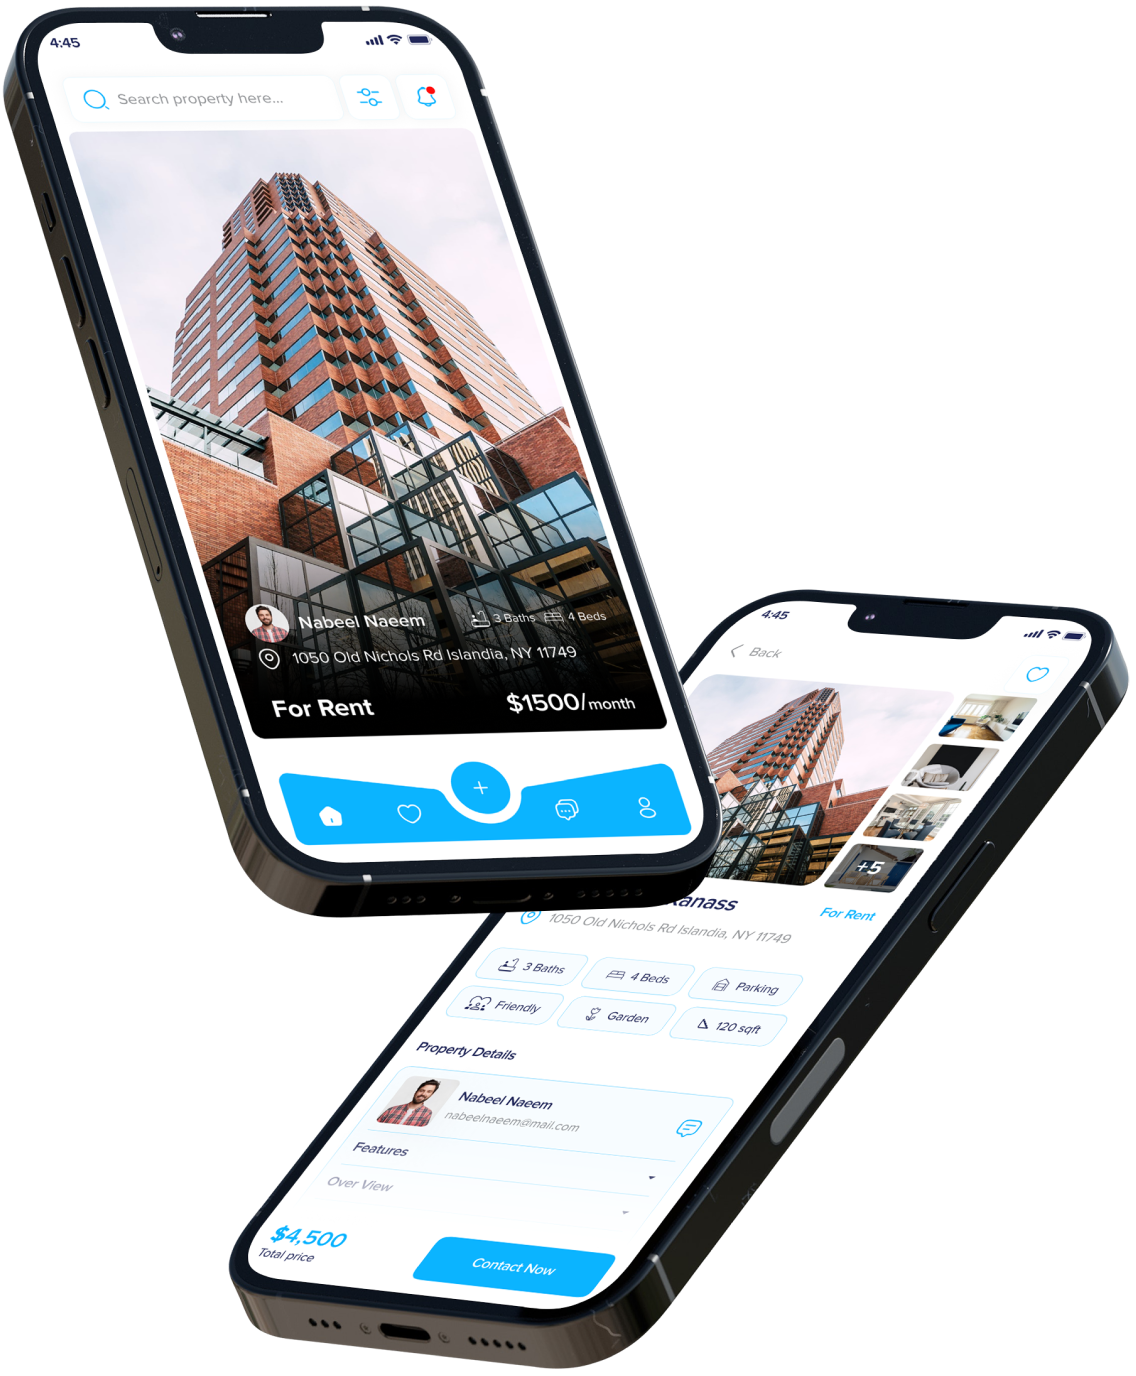 4:45
Search property here...
Nabeel Naeem 3 Baths 4 Beds
1050 Old Nichols Rd Islandia, NY 11749
For Rent $1500/month
4:45
Back
+5
For Rent
1050 Old Nichols Rd Islandia, NY 11749
3 Baths 4 Beds Parking
Friendly Garden 120 sqft
Property Details
Nabeel Naeem
nabeelnaeem@mail.com
Features
Over View
$4,500
Total price
Contact Now